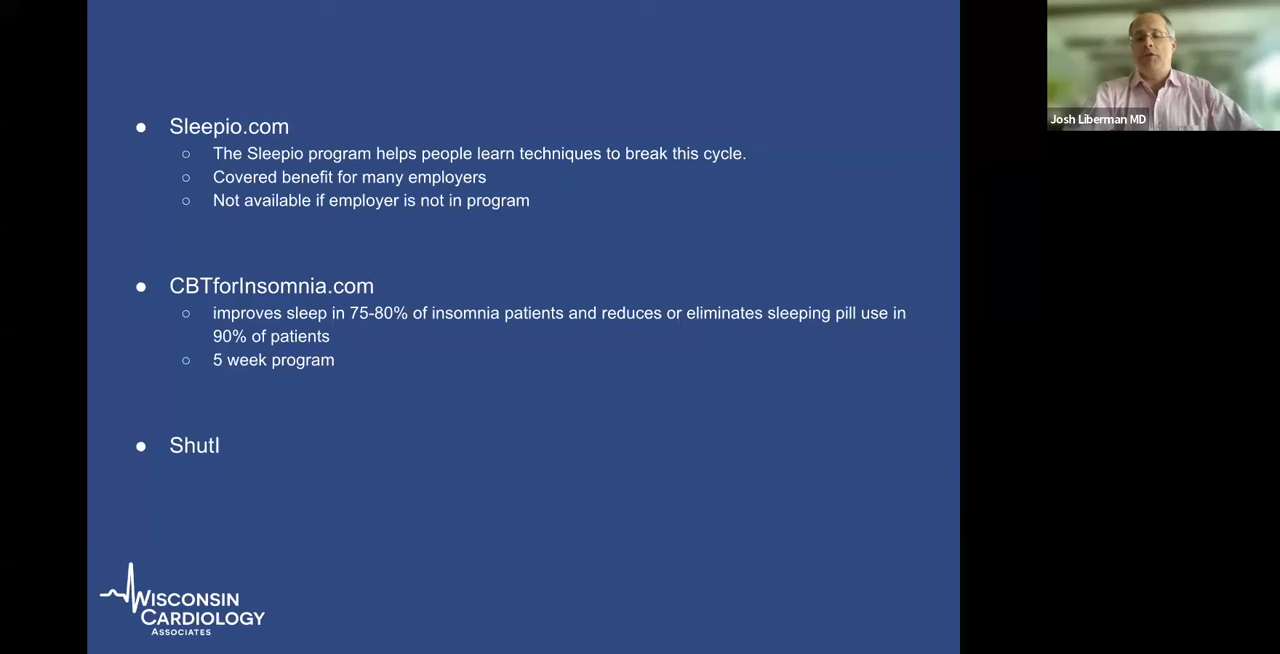 ● Sleepio.com
○ The Sleepio program helps people learn techniques to break this cycle.
○ Covered benefit for many employers
○ Not available if employer is not in program
● CBTforInsomnia.com
○ improves sleep in 75-80% of insomnia patients and reduces or eliminates sleeping pill use in
90% of patients
○ 5 week program
● ShutI
WISCONSIN
CARDIOLOGY
ASSOCIATES
Josh Liberman MD